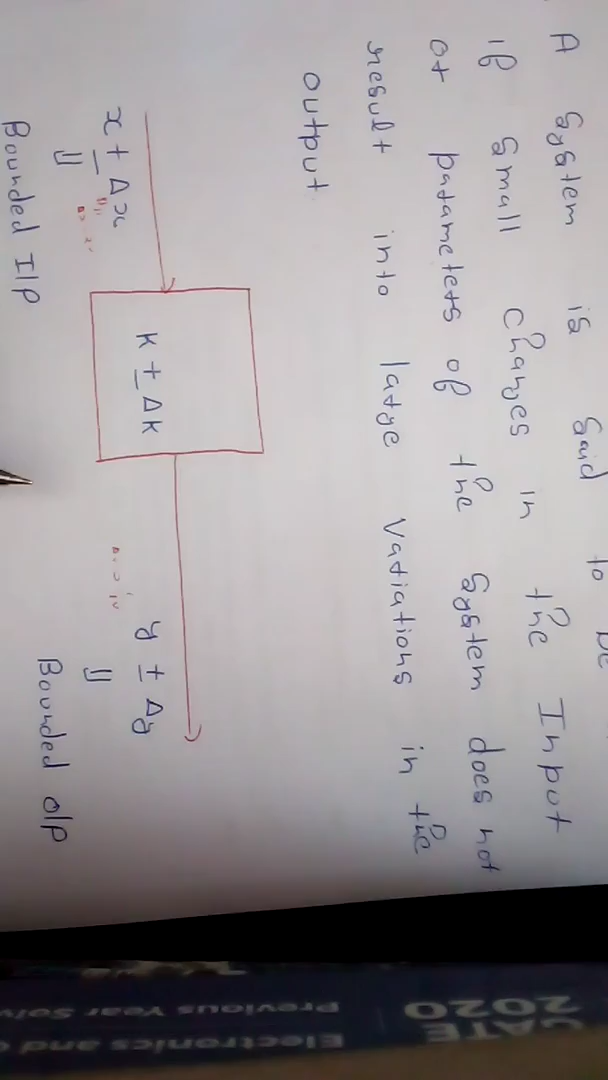 A System is Said to be
if Small Changes in the Input
or parameters of the System does not
result into large Variations in the
output.
x ± Δx
Bounded I/P
K ± ΔK
y ± Δy
Bounded O/P
GATE
2020
Previous Year Solv
Electronics and